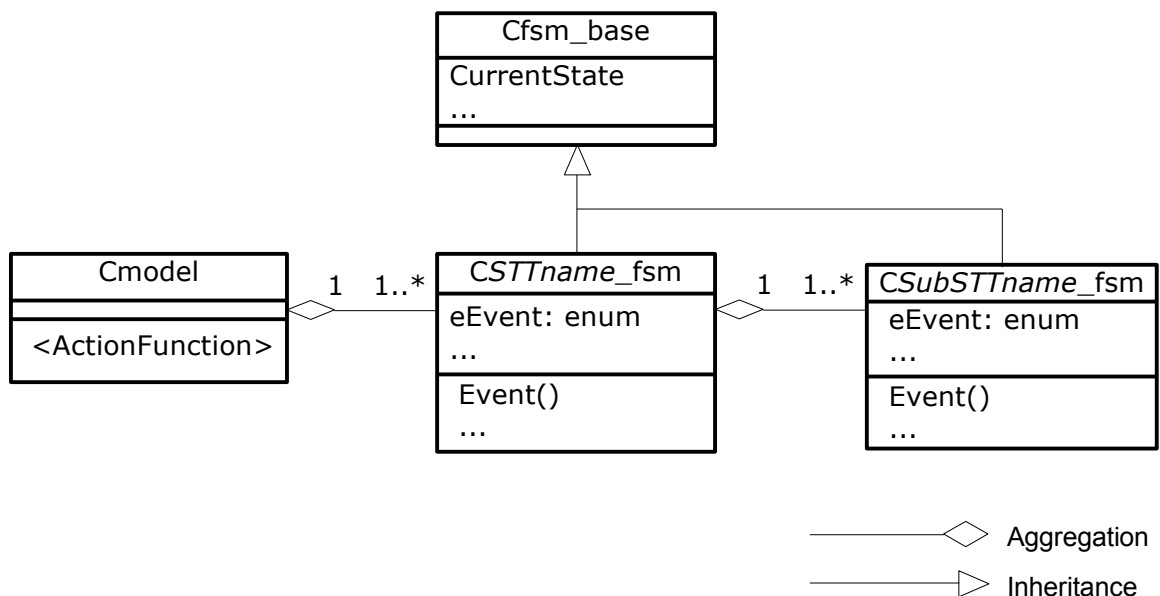 Cfsm_base
CurrentState
...
Cmodel
<ActionFunction>
1 1..*
CSTTname_fsm
eEvent: enum
...
Event()
...
1 1..*
CSubSTTname_fsm
eEvent: enum
...
Event()
...
Aggregation
Inheritance